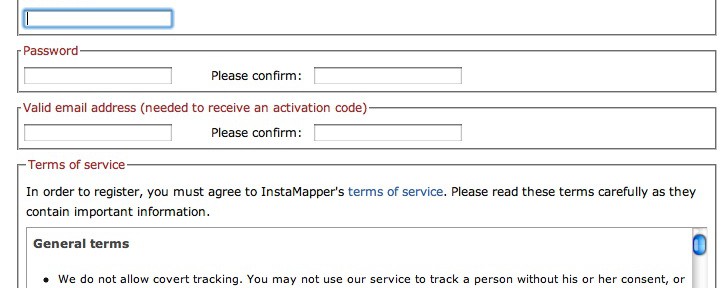 Password
Please confirm:
Valid email address (needed to receive an activation code)
Please confirm:
Terms of service
In order to register, you must agree to InstaMapper's terms of service. Please read these terms carefully as they
contain important information.
General terms
• We do not allow covert tracking. You may not use our service to track a person without his or her consent, or